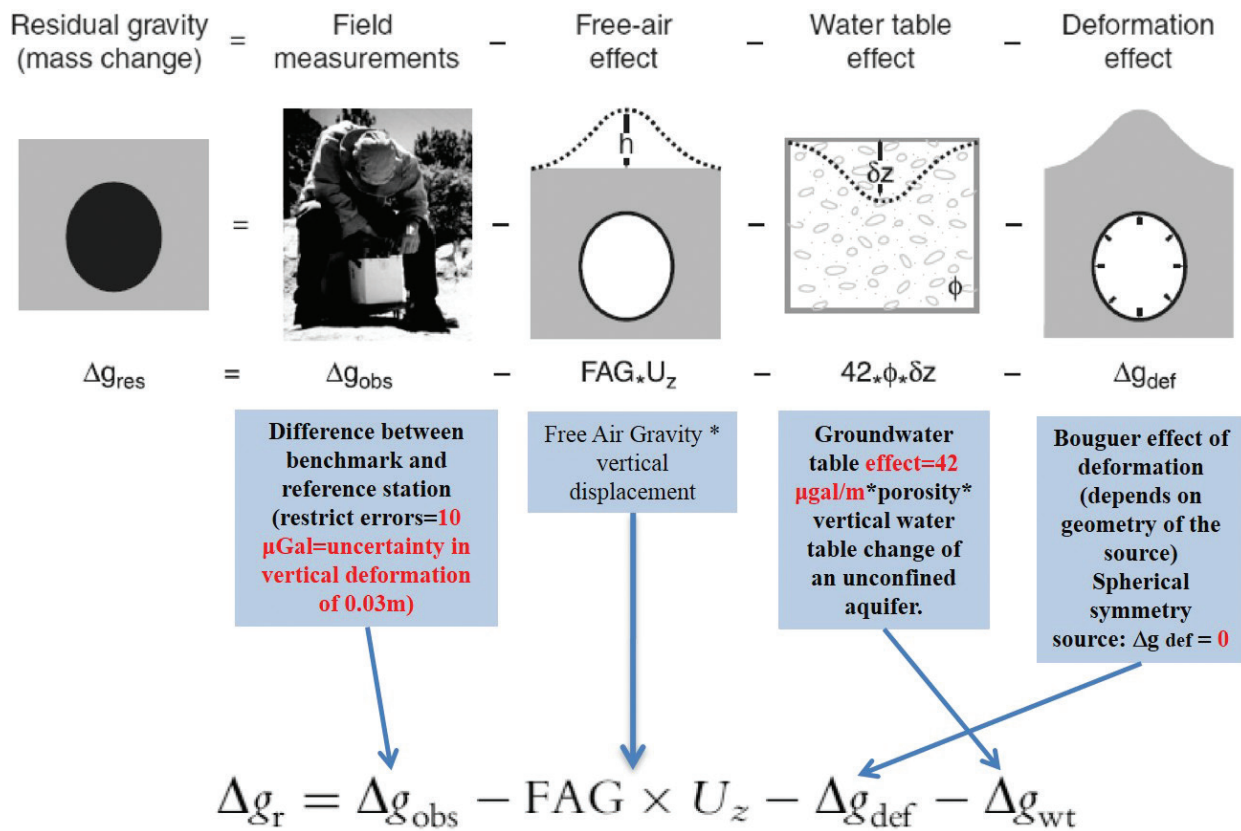 Residual gravity = Field − Free-air − Water table − Deformation
(mass change) measurements effect effect effect
= − h − δz −
ϕ
Δg_res = Δg_obs − FAG*U_z − 42*ϕ*δz − Δg_def
Difference between
benchmark and
reference station
(restrict errors=10
µGal=uncertainty in
vertical deformation
of 0.03m)
Free Air Gravity *
vertical
displacement
Groundwater
table effect=42
µgal/m*porosity*
vertical water
table change of
an unconfined
aquifer.
Bouguer effect of
deformation
(depends on
geometry of the
source)
Spherical
symmetry
source: Δg def = 0
Δg_r = Δg_obs − FAG × U_z − Δg_def − Δg_wt